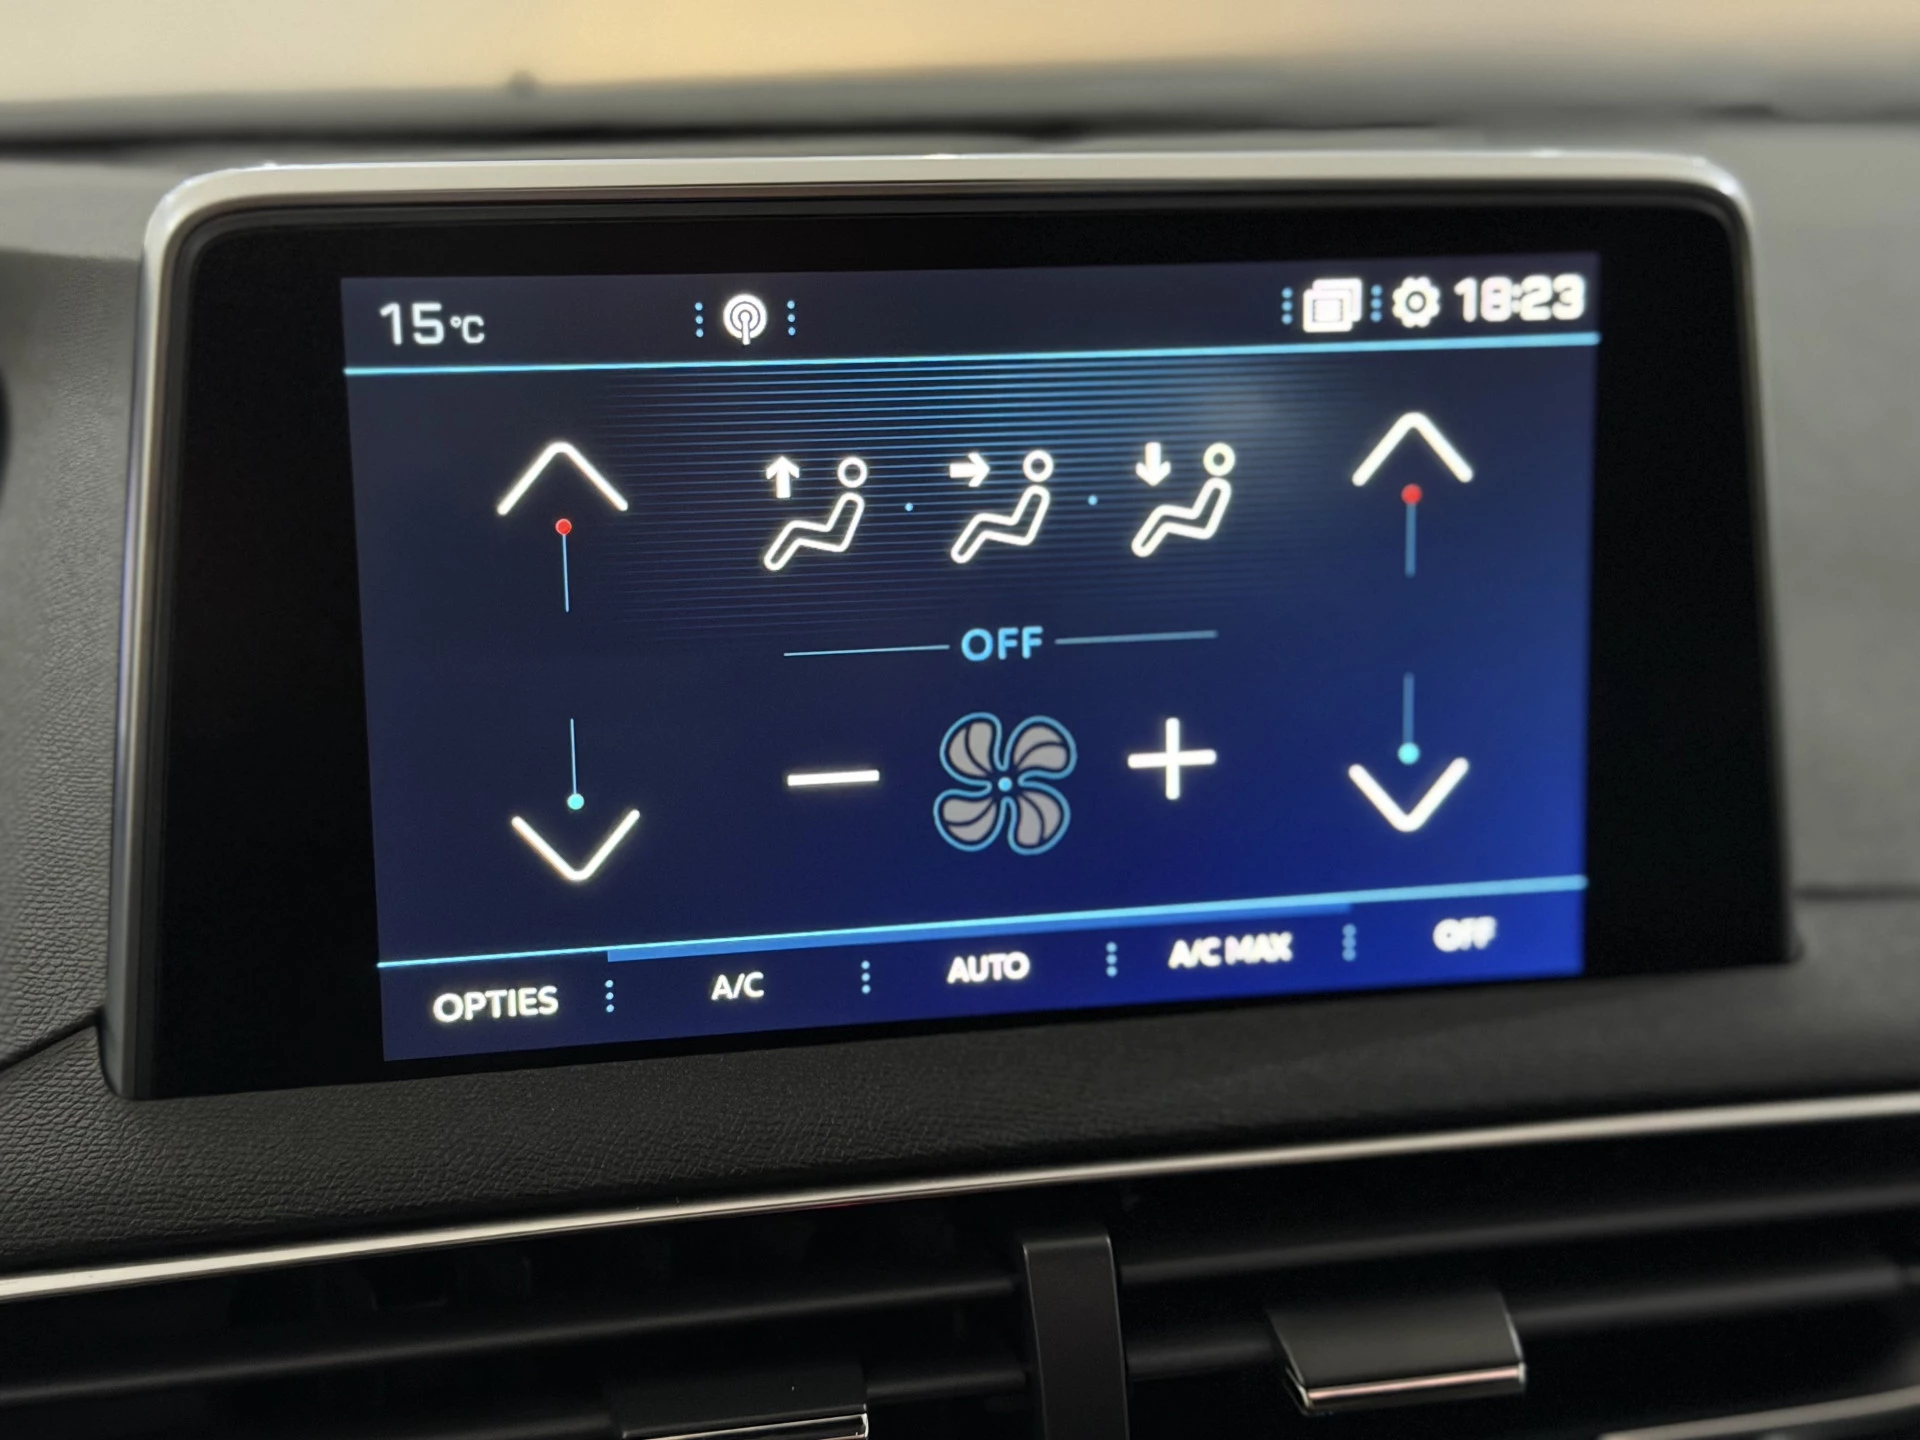 15°C 18:23
OFF
OPTIES A/C AUTO A/C MAX OFF